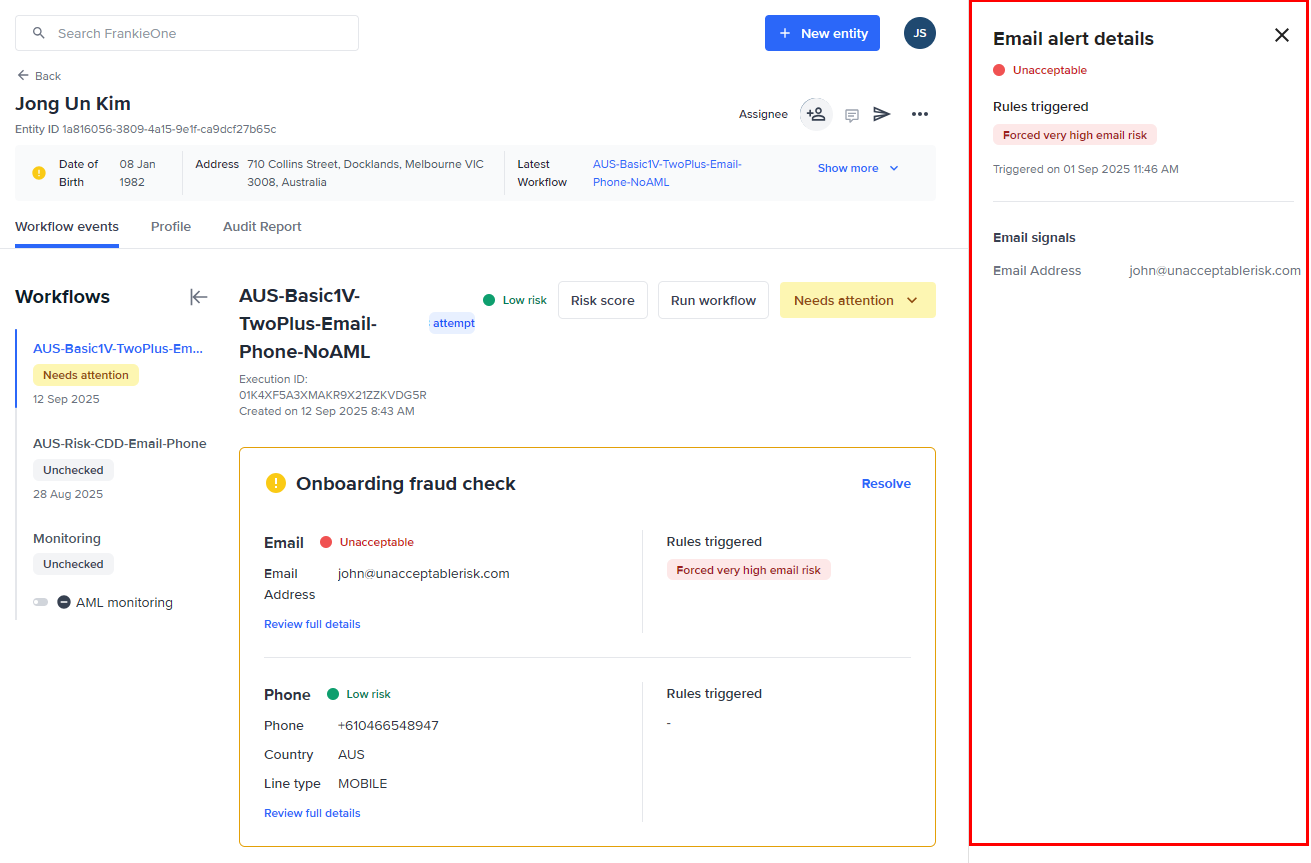 Search FrankieOne
New entity
JS
Back
Jong Un Kim
Entity ID 1a816056-3809-4a15-9e1f-ca9dcf27b65c
Assignee
Date of Birth
08 Jan 1982
Address
710 Collins Street, Docklands, Melbourne VIC
3008, Australia
Latest Workflow
AUS-Basic1V-TwoPlus-Email-
Phone-NoAML
Show more
Workflow events
Profile
Audit Report
Workflows
AUS-Basic1V-TwoPlus-Em...
Needs attention
12 Sep 2025
AUS-Risk-CDD-Email-Phone
Unchecked
28 Aug 2025
Monitoring
Unchecked
AML monitoring
AUS-Basic1V-
TwoPlus-Email-
Phone-NoAML
attempt
Low risk
Risk score
Run workflow
Needs attention
Execution ID:
01K4XF5A3XMAKR9X21ZZKVDG5R
Created on 12 Sep 2025 8:43 AM
Onboarding fraud check
Resolve
Email
Unacceptable
Email Address
john@unacceptablerisk.com
Review full details
Rules triggered
Forced very high email risk
Phone
Low risk
Phone
+610466548947
Country
AUS
Line type
MOBILE
Review full details
Rules triggered
-
Email alert details
Unacceptable
Rules triggered
Forced very high email risk
Triggered on 01 Sep 2025 11:46 AM
Email signals
Email Address
john@unacceptablerisk.com